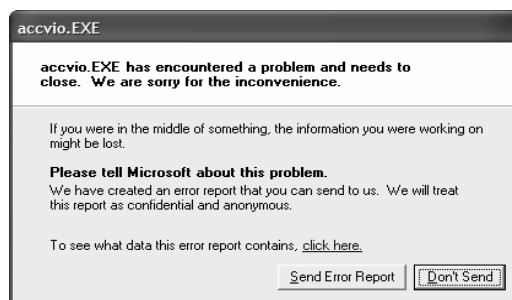 accvio.EXE
accvio.EXE has encountered a problem and needs to
close. We are sorry for the inconvenience.
If you were in the middle of something, the information you were working on
might be lost.
Please tell Microsoft about this problem.
We have created an error report that you can send to us. We will treat
this report as confidential and anonymous.
To see what data this error report contains, click here.
Send Error Report Don't Send